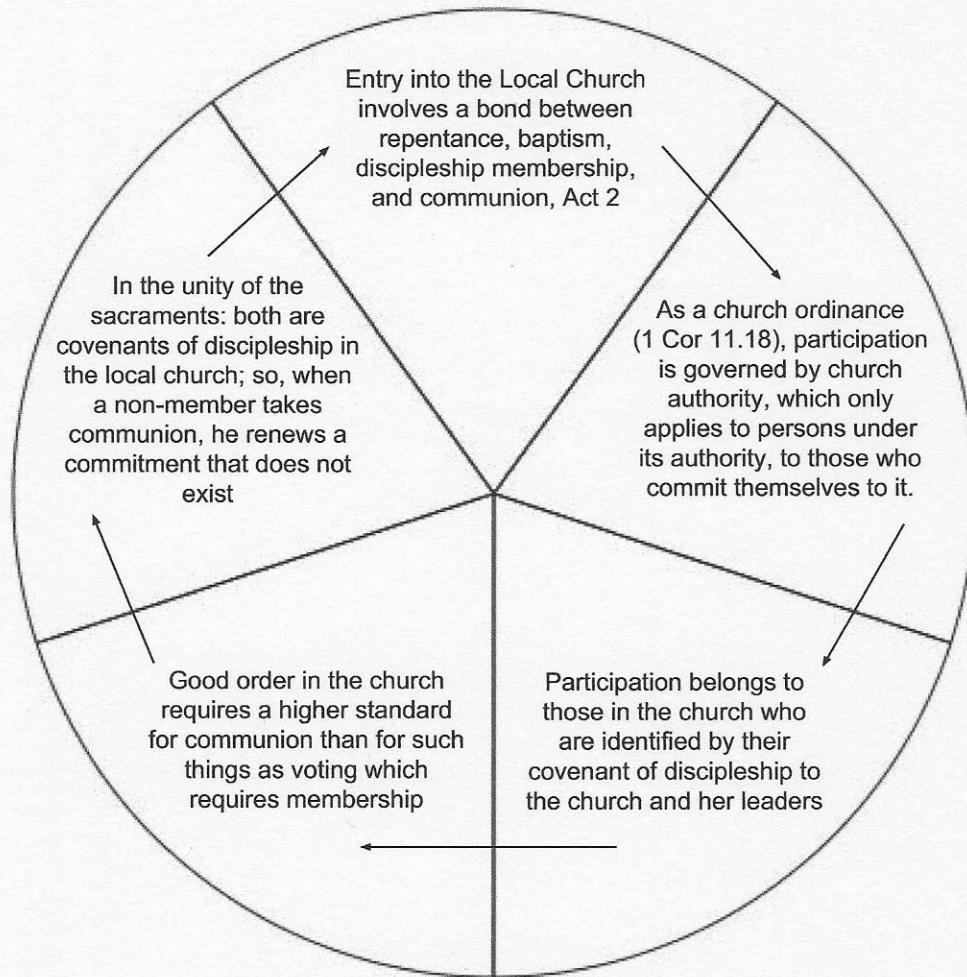 Entry into the Local Church
involves a bond between
repentance, baptism,
discipleship membership,
and communion, Act 2
As a church ordinance
(1 Cor 11.18), participation
is governed by church
authority, which only
applies to persons under
its authority, to those who
commit themselves to it.
Participation belongs to
those in the church who
are identified by their
covenant of discipleship to
the church and her leaders
Good order in the church
requires a higher standard
for communion than for such
things as voting which
requires membership
In the unity of the
sacraments: both are
covenants of discipleship in
the local church; so, when
a non-member takes
communion, he renews a
commitment that does not
exist